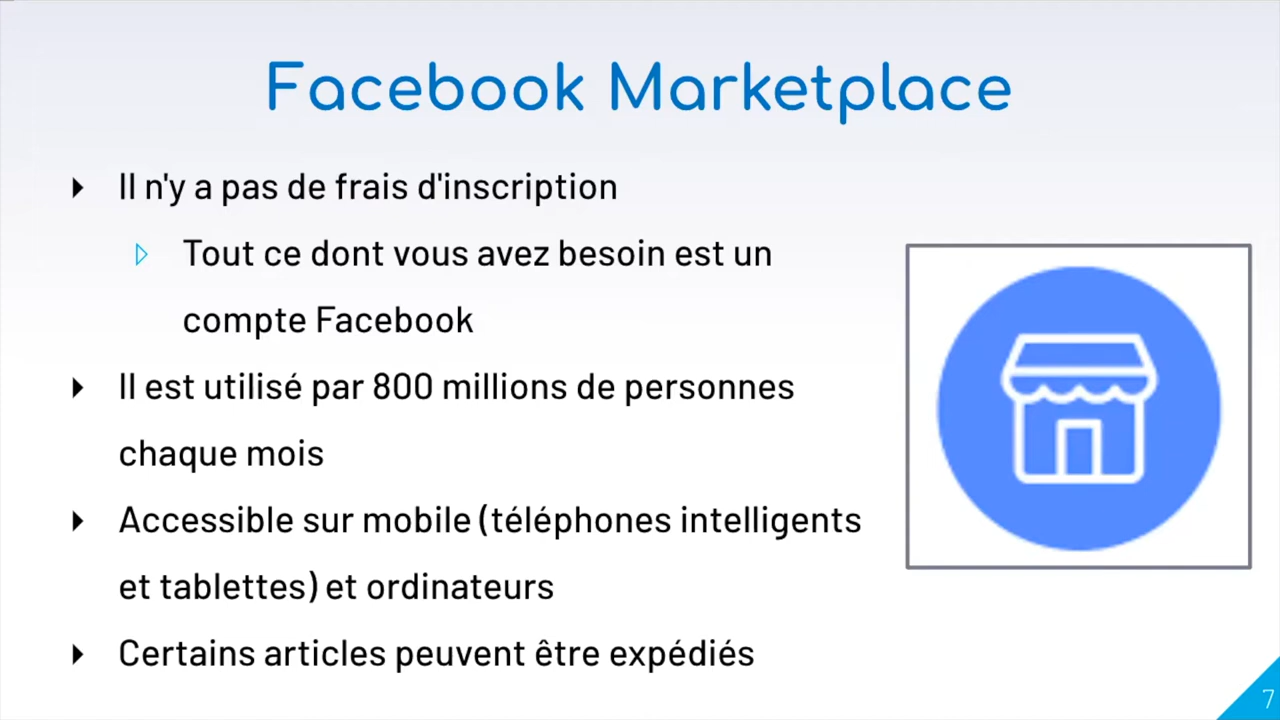 Facebook Marketplace
Il n'y a pas de frais d'inscription
Tout ce dont vous avez besoin est un
compte Facebook
Il est utilisé par 800 millions de personnes
chaque mois
Accessible sur mobile (téléphones intelligents
et tablettes) et ordinateurs
Certains articles peuvent être expédiés
7